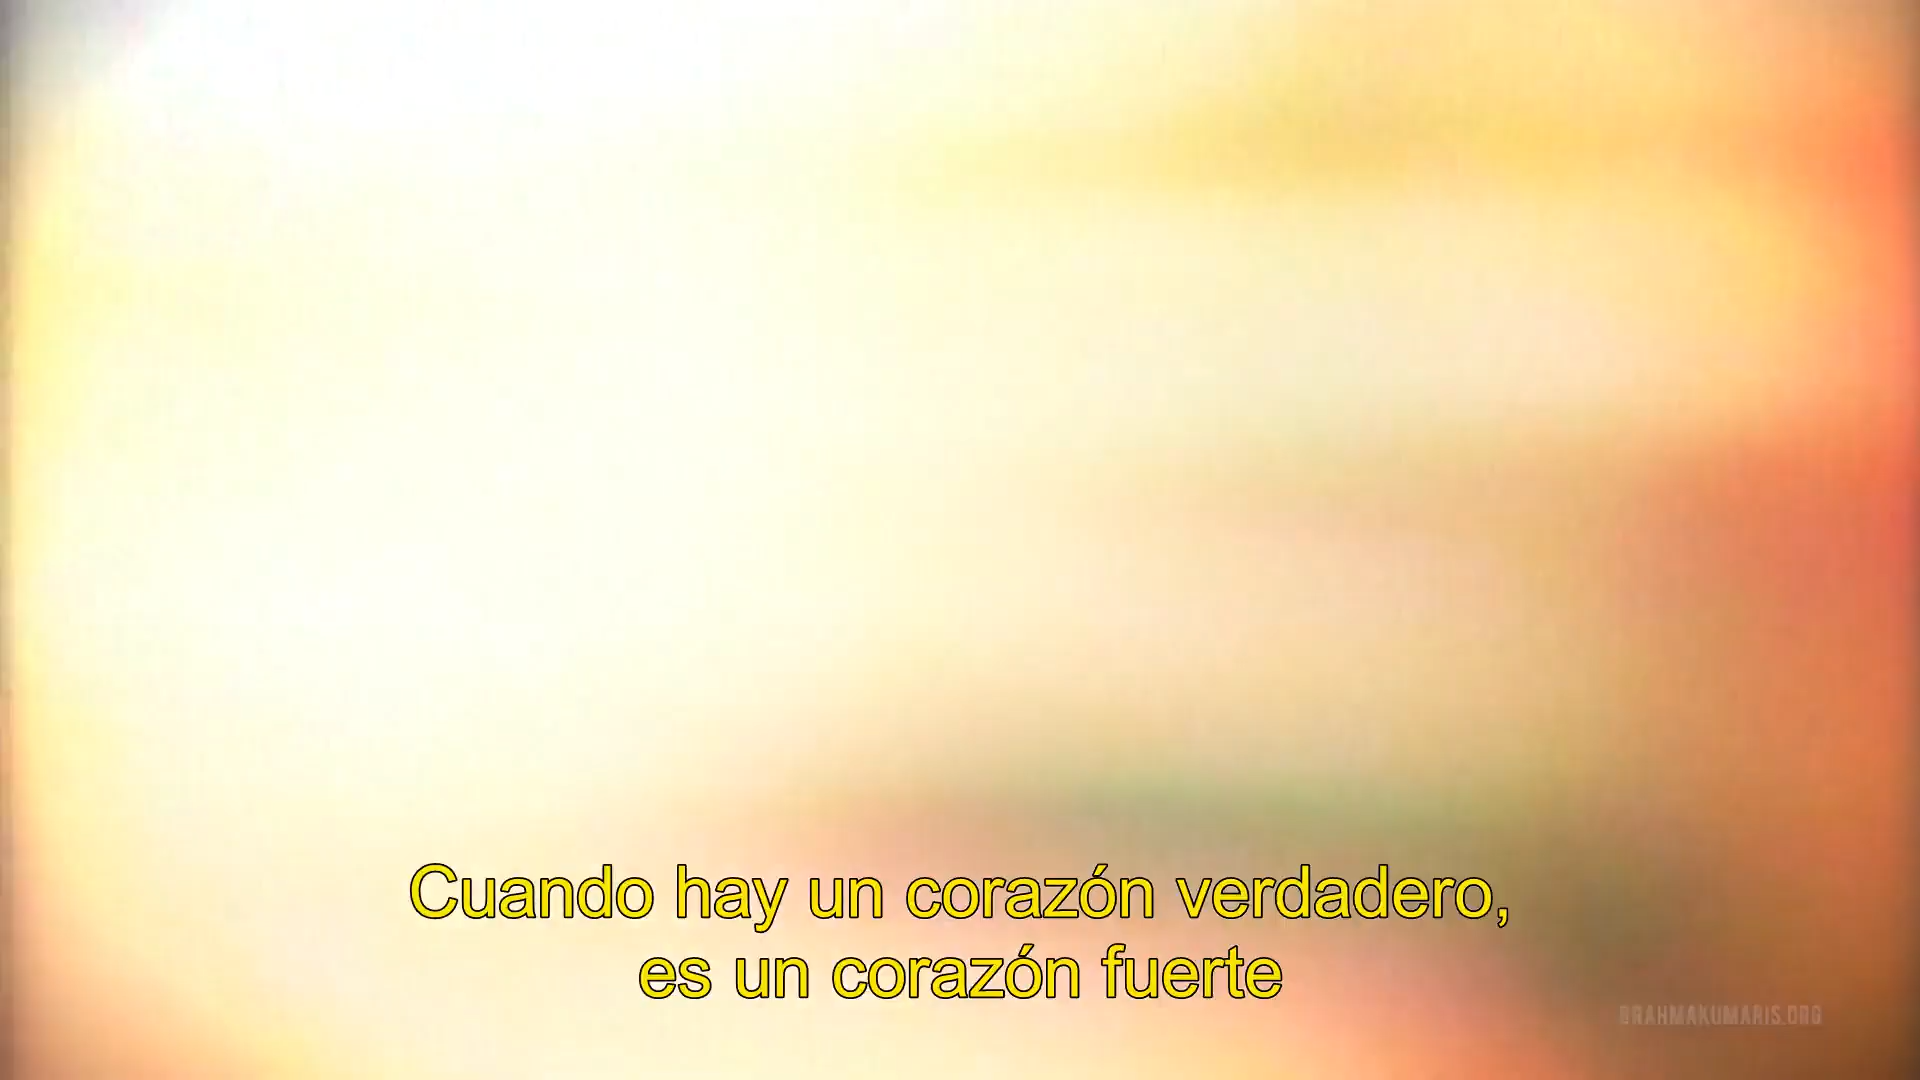 Cuando hay un corazón verdadero,
es un corazón fuerte
BRAHMAKUMARIS.ORG